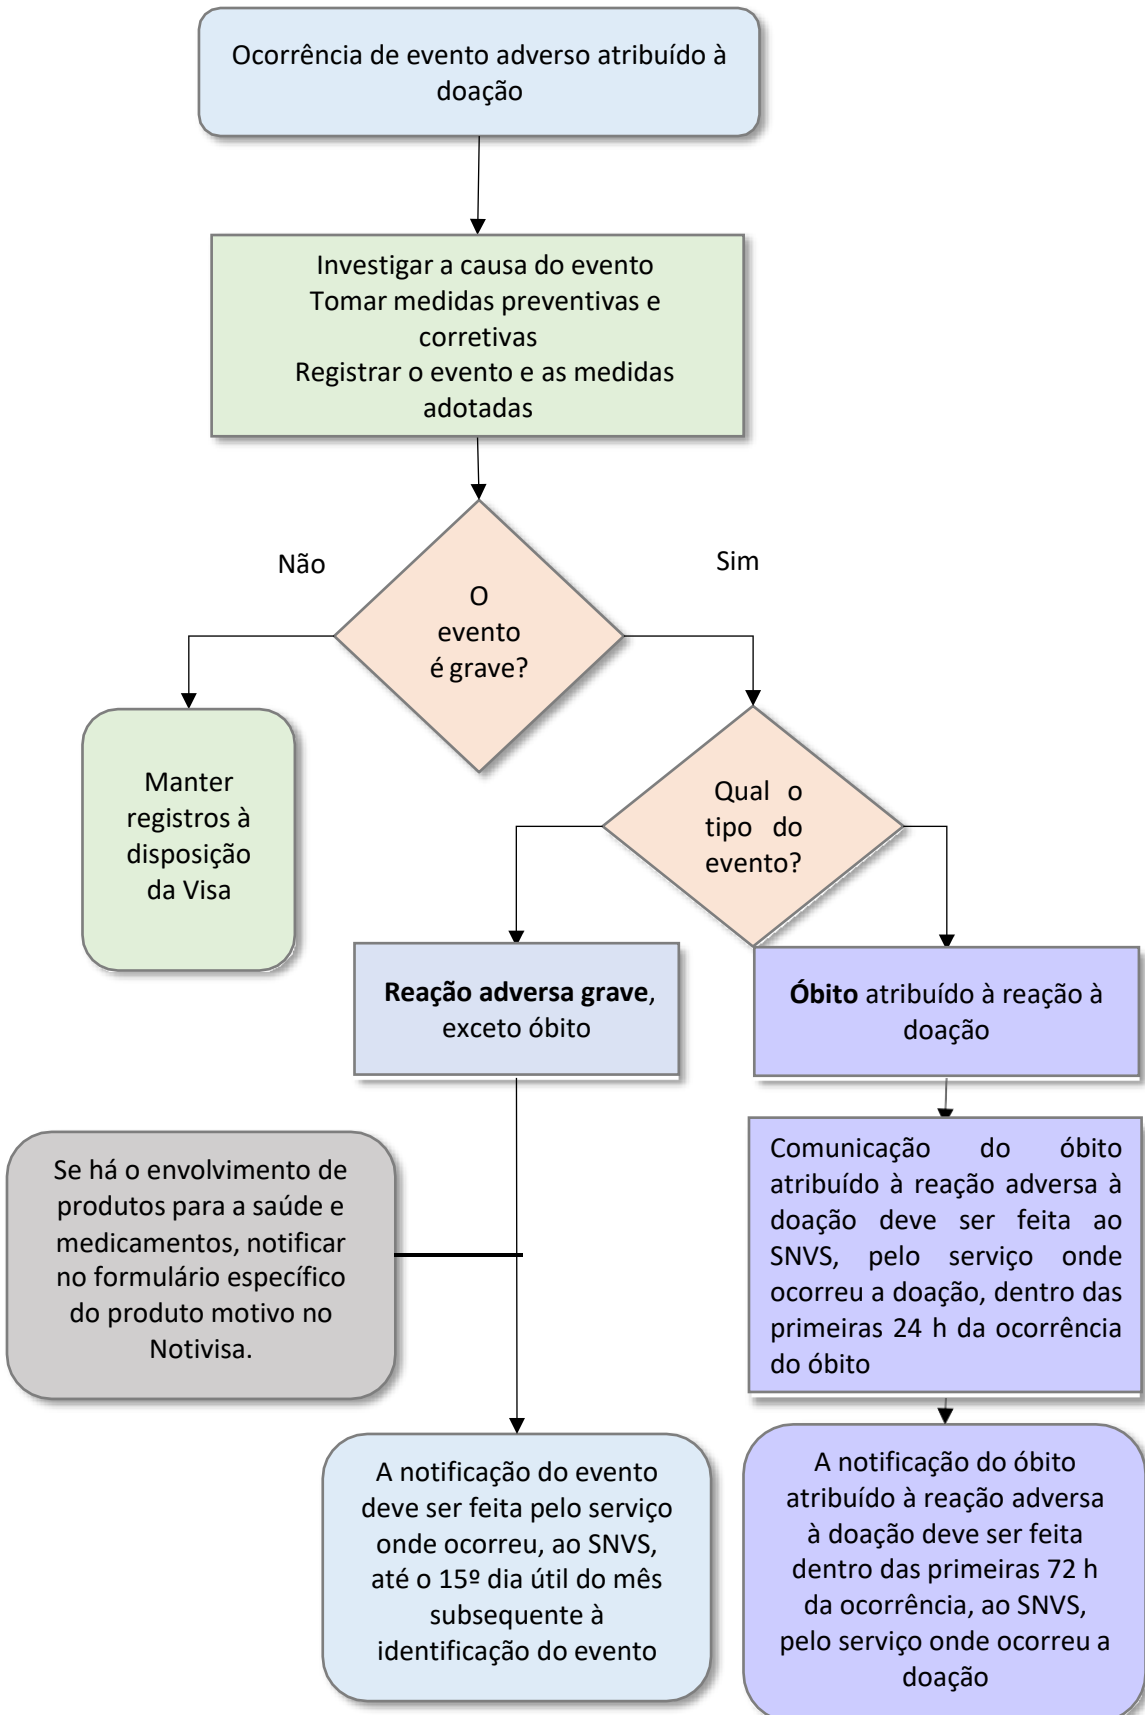 Ocorrência de evento adverso atribuído à
doação
Investigar a causa do evento
Tomar medidas preventivas e
corretivas
Registrar o evento e as medidas
adotadas
Não
Sim
O
evento
é grave?
Manter
registros à
disposição
da Visa
Qual o
tipo do
evento?
Reação adversa grave,
exceto óbito
Óbito atribuído à reação à
doação
Se há o envolvimento de
produtos para a saúde e
medicamentos, notificar
no formulário específico
do produto motivo no
Notivisa.
Comunicação do óbito
atribuído à reação adversa à
doação deve ser feita ao
SNVS, pelo serviço onde
ocorreu a doação, dentro das
primeiras 24 h da ocorrência
do óbito
A notificação do evento
deve ser feita pelo serviço
onde ocorreu, ao SNVS,
até o 15º dia útil do mês
subsequente à
identificação do evento
A notificação do óbito
atribuído à reação adversa
à doação deve ser feita
dentro das primeiras 72 h
da ocorrência, ao SNVS,
pelo serviço onde ocorreu a
doação